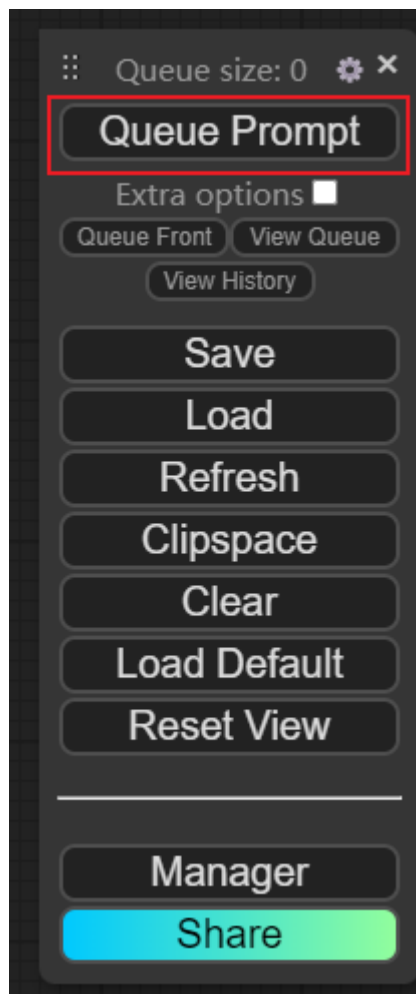 Queue size: 0
Queue Prompt
Extra options
Queue Front View Queue
View History
Save
Load
Refresh
Clipspace
Clear
Load Default
Reset View
Manager
Share